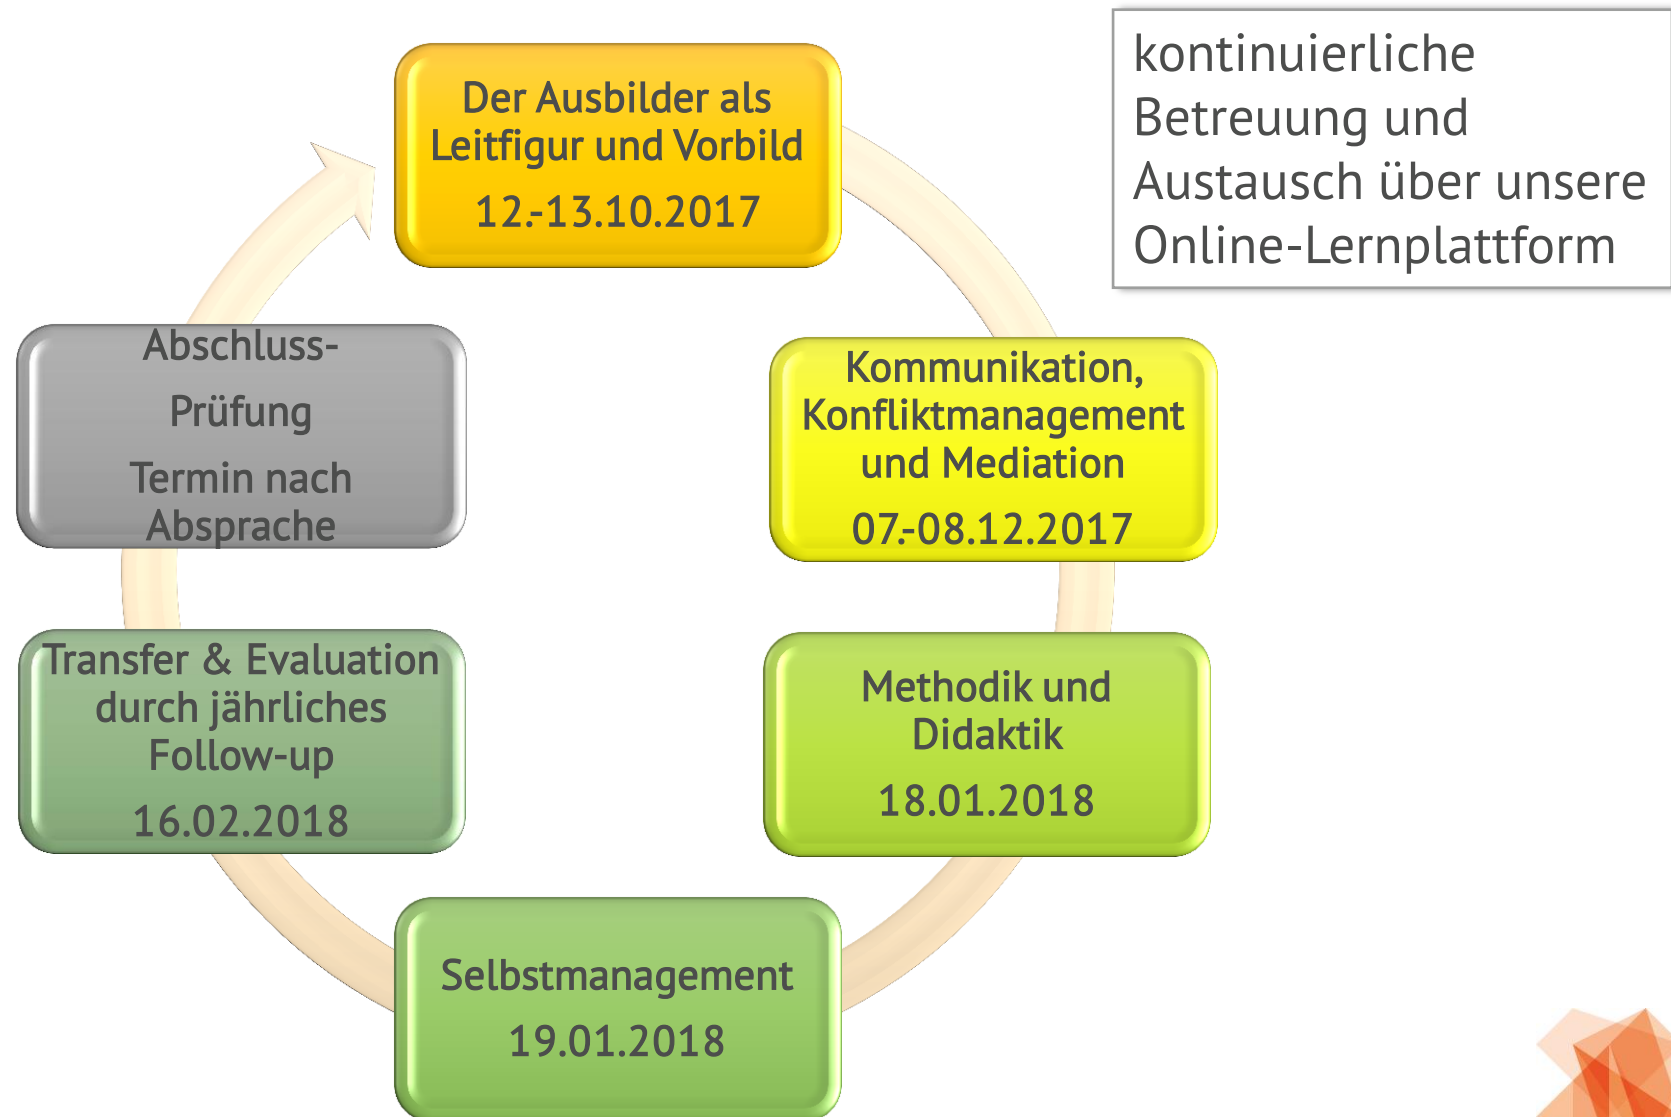 Der Ausbilder als
Leitfigur und Vorbild
12.-13.10.2017
kontinuierliche
Betreuung und
Austausch über unsere
Online-Lernplattform
Kommunikation,
Konfliktmanagement
und Mediation
07.-08.12.2017
Methodik und
Didaktik
18.01.2018
Selbstmanagement
19.01.2018
Transfer & Evaluation
durch jährliches
Follow-up
16.02.2018
Abschluss-
Prüfung
Termin nach
Absprache